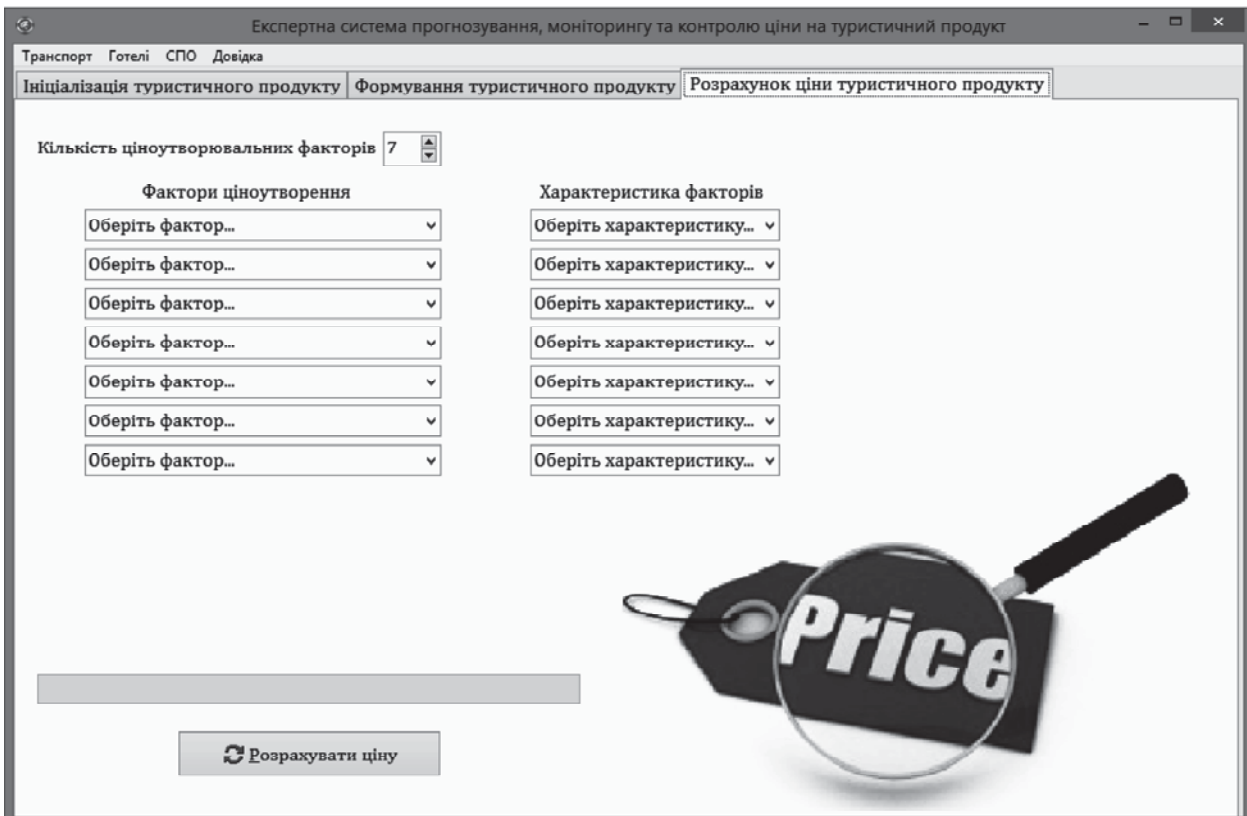 Експертна система прогнозування, моніторингу та контролю ціни на туристичний продукт
Транспорт Готелі СПО Довідка
Ініціалізація туристичного продукту Формування туристичного продукту Розрахунок ціни туристичного продукту
Кількість ціноутворювальних факторів 7
Фактори ціноутворення Характеристика факторів
Оберіть фактор... Оберіть характеристику...
Оберіть фактор... Оберіть характеристику...
Оберіть фактор... Оберіть характеристику...
Оберіть фактор... Оберіть характеристику...
Оберіть фактор... Оберіть характеристику...
Оберіть фактор... Оберіть характеристику...
Оберіть фактор... Оберіть характеристику...
Price
Розрахувати ціну